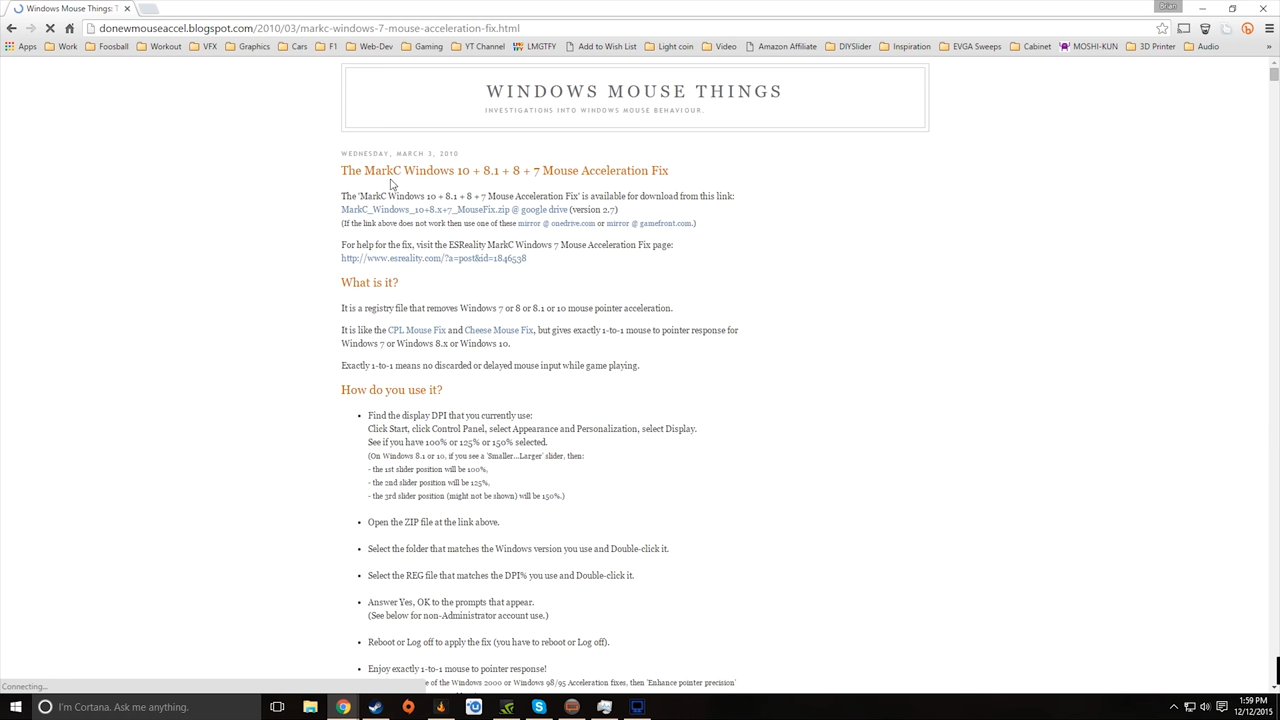 Windows Mouse Things: T
Brian
donewmouseaccel.blogspot.com/2010/03/markc-windows-7-mouse-acceleration-fix.html
Apps Work Foosball Workout VFX Graphics Cars F1 Web-Dev Gaming YT Channel LMGTFY Add to Wish List Light coin Video Amazon Affiliate DIYSlider Inspiration EVGA Sweeps Cabinet MOSHI-KUN 3D Printer Audio »
WINDOWS MOUSE THINGS
INVESTIGATIONS INTO WINDOWS MOUSE BEHAVIOUR.
WEDNESDAY, MARCH 3, 2010
The MarkC Windows 10 + 8.1 + 8 + 7 Mouse Acceleration Fix
The 'MarkC Windows 10 + 8.1 + 8 + 7 Mouse Acceleration Fix' is available for download from this link:
MarkC_Windows_10+8.x+7_MouseFix.zip @ google drive (version 2.7)
(If the link above does not work then use one of these mirror @ onedrive.com or mirror @ gamefront.com.)
For help for the fix, visit the ESReality MarkC Windows 7 Mouse Acceleration Fix page:
http://www.esreality.com/?a=post&id=1846538
What is it?
It is a registry file that removes Windows 7 or 8 or 8.1 or 10 mouse pointer acceleration.
It is like the CPL Mouse Fix and Cheese Mouse Fix, but gives exactly 1-to-1 mouse to pointer response for
Windows 7 or Windows 8.x or Windows 10.
Exactly 1-to-1 means no discarded or delayed mouse input while game playing.
How do you use it?
• Find the display DPI that you currently use:
Click Start, click Control Panel, select Appearance and Personalization, select Display.
See if you have 100% or 125% or 150% selected.
(On Windows 8.1 or 10, if you see a 'Smaller...Larger' slider, then:
- the 1st slider position will be 100%,
- the 2nd slider position will be 125%,
- the 3rd slider position (might not be shown) will be 150%.)
• Open the ZIP file at the link above.
• Select the folder that matches the Windows version you use and Double-click it.
• Select the REG file that matches the DPI% you use and Double-click it.
• Answer Yes, OK to the prompts that appear.
(See below for non-Administrator account use.)
• Reboot or Log off to apply the fix (you have to reboot or Log off).
• Enjoy exactly 1-to-1 mouse to pointer response!
e of the Windows 2000 or Windows 98/95 Acceleration fixes, then 'Enhance pointer precision'
Connecting...
I'm Cortana. Ask me anything.
1:59 PM
12/12/2015